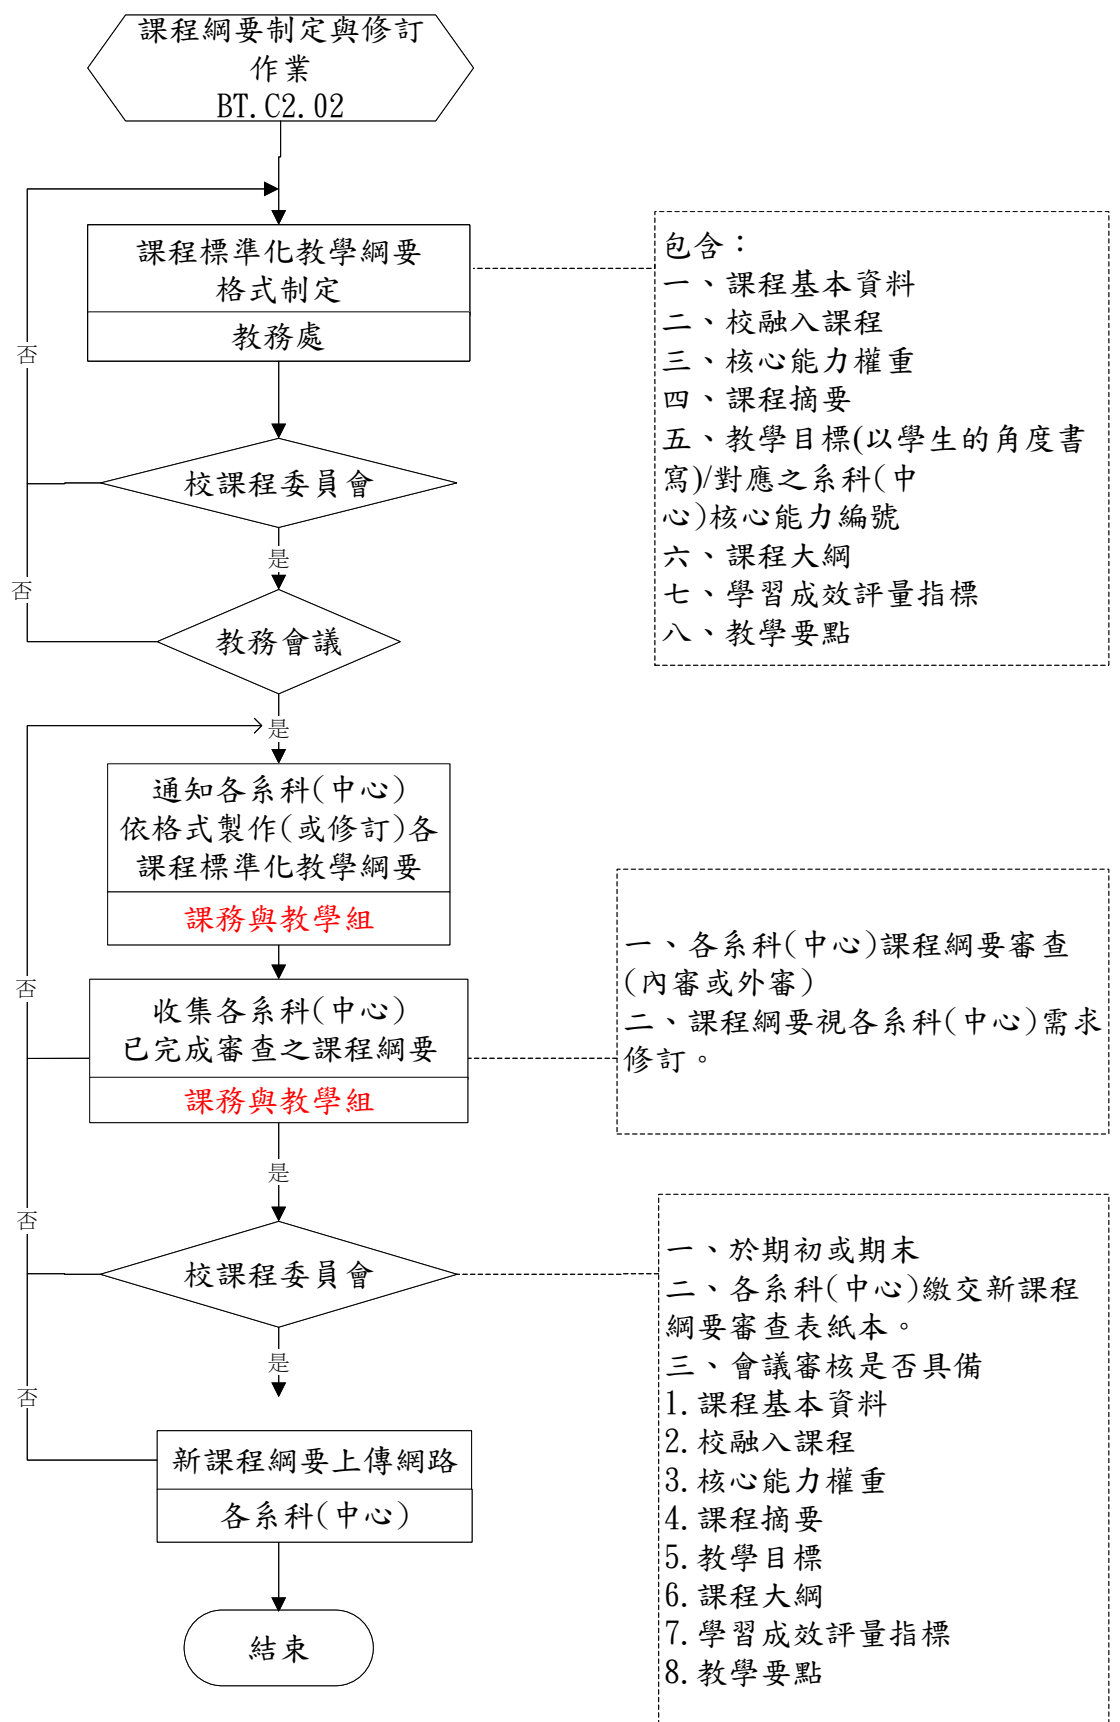 課程綱要制定與修訂
作業
BT.C2.02
課程標準化教學綱要
格式制定
教務處
包含：
一、課程基本資料
二、校融入課程
三、核心能力權重
四、課程摘要
五、教學目標(以學生的角度書
寫)/對應之系科(中
心)核心能力編號
六、課程大綱
七、學習成效評量指標
八、教學要點
否
校課程委員會
是
否
教務會議
是
通知各系科(中心)
依格式製作(或修訂)各
課程標準化教學綱要
課務與教學組
一、各系科(中心)課程綱要審查
(內審或外審)
二、課程綱要視各系科(中心)需求
修訂。
否
收集各系科(中心)
已完成審查之課程綱要
課務與教學組
是
否
校課程委員會
一、於期初或期末
二、各系科(中心)繳交新課程
綱要審查表紙本。
三、會議審核是否具備
1.課程基本資料
2.校融入課程
3.核心能力權重
4.課程摘要
5.教學目標
6.課程大綱
7.學習成效評量指標
8.教學要點
是
否
新課程綱要上傳網路
各系科(中心)
結束